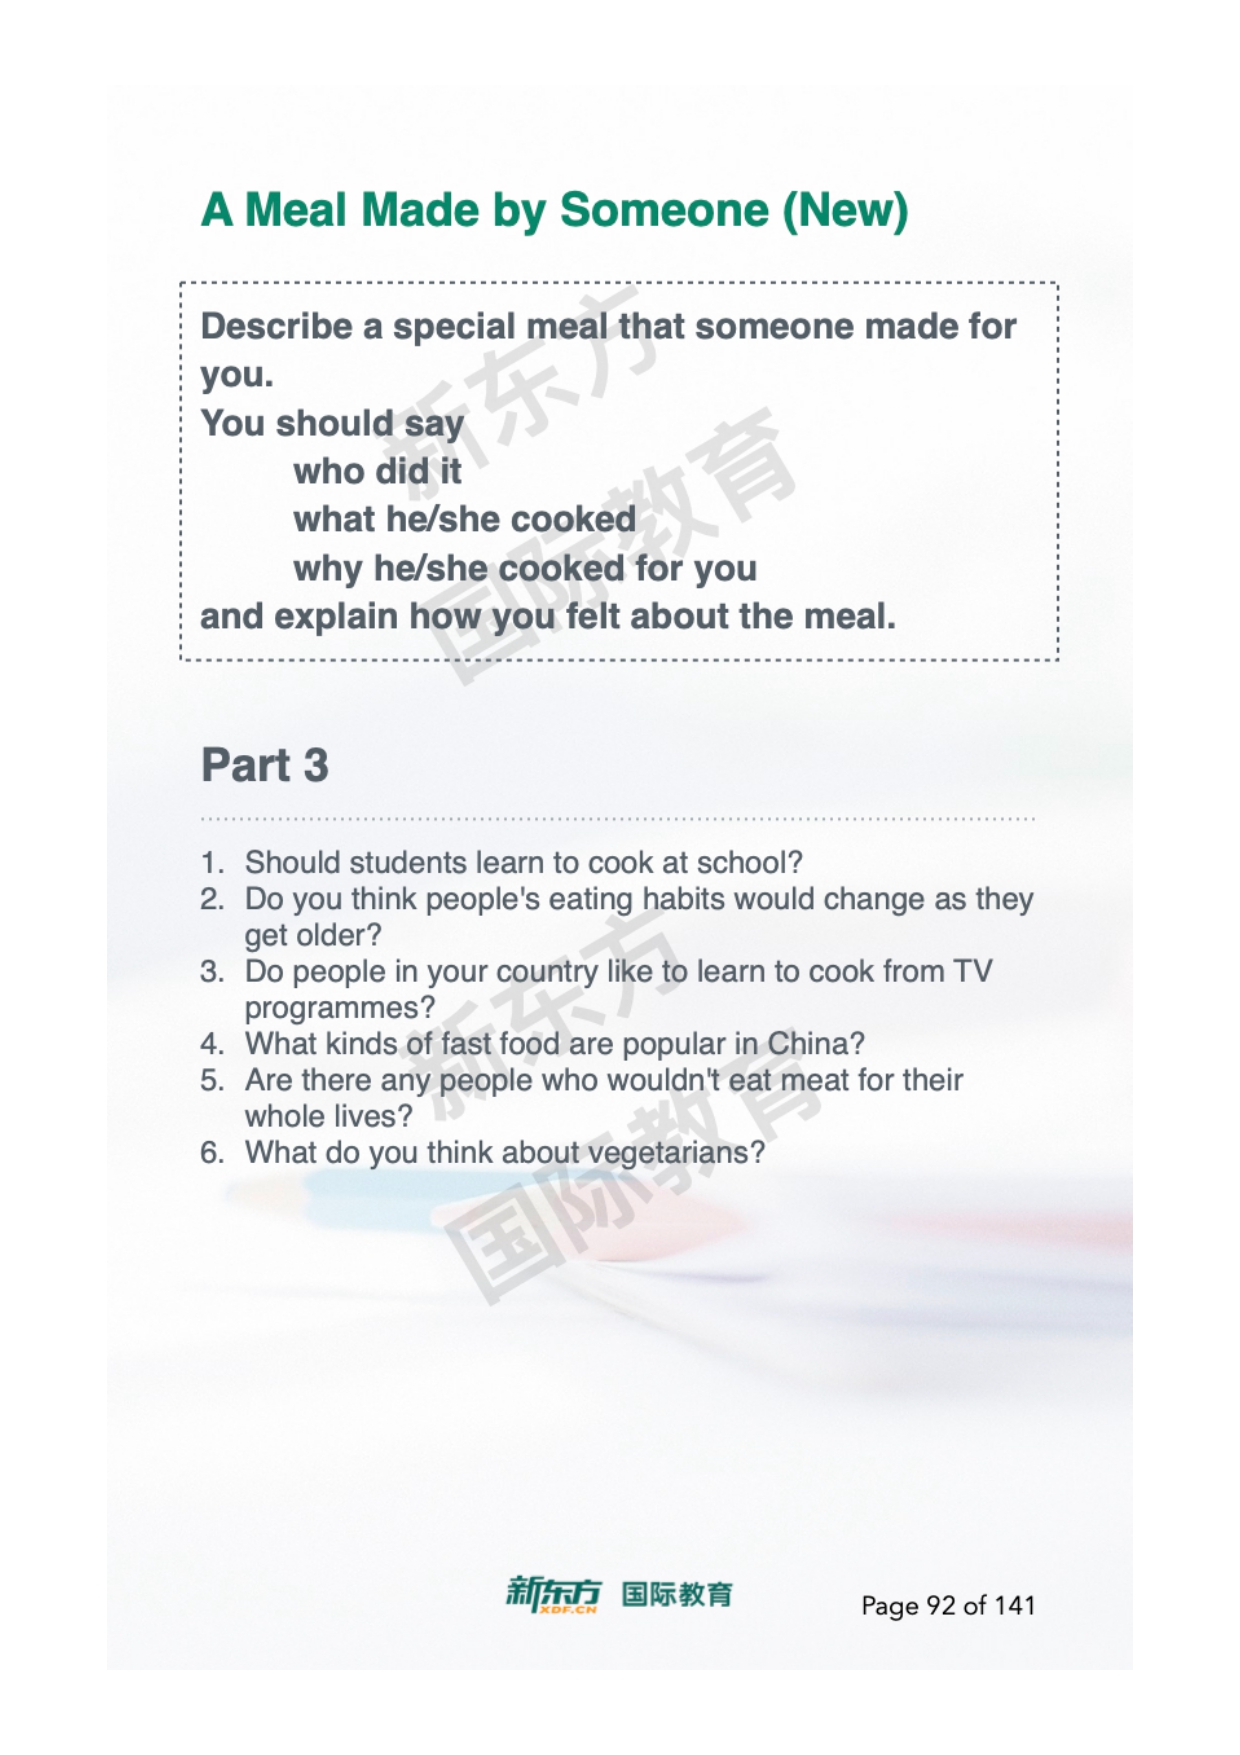 A Meal Made by Someone (New)
Describe a special meal that someone made for
you.
You should say
who did it
what he/she cooked
why he/she cooked for you
and explain how you felt about the meal.
新东方
国际教育
Part 3
1. Should students learn to cook at school?
2. Do you think people's eating habits would change as they
get older?
3. Do people in your country like to learn to cook from TV
programmes?
4. What kinds of fast food are popular in China?
5. Are there any people who wouldn't eat meat for their
whole lives?
6. What do you think about vegetarians?
新东方
国际教育
新东方 XDF.CN 国际教育
Page 92 of 141